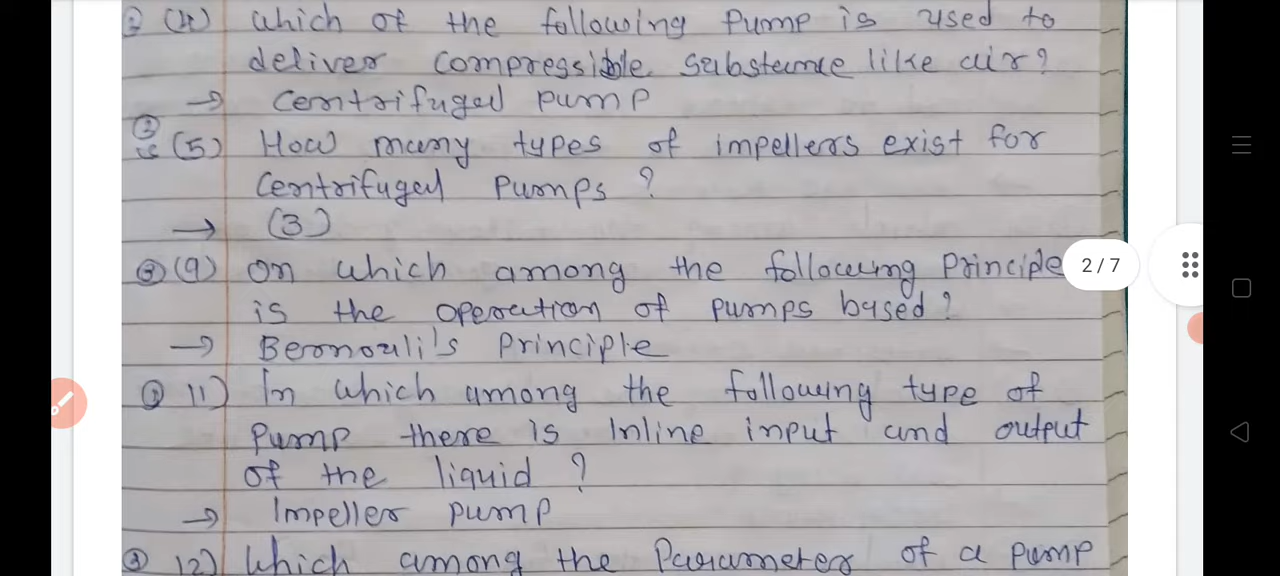 (4) Which of the following Pump is used to
deliver compressible substance like air?
→ Centrifugal pump
(5) How many types of impellers exist for
Centrifugal Pumps ?
→ (3)
(9) On which among the following Principle
is the operation of pumps based?
→ Bernouli's Principle
11) In which among the following type of
Pump there is Inline input and output
of the liquid ?
→ Impeller pump
12) Which among the Parameter of a pump
2/7